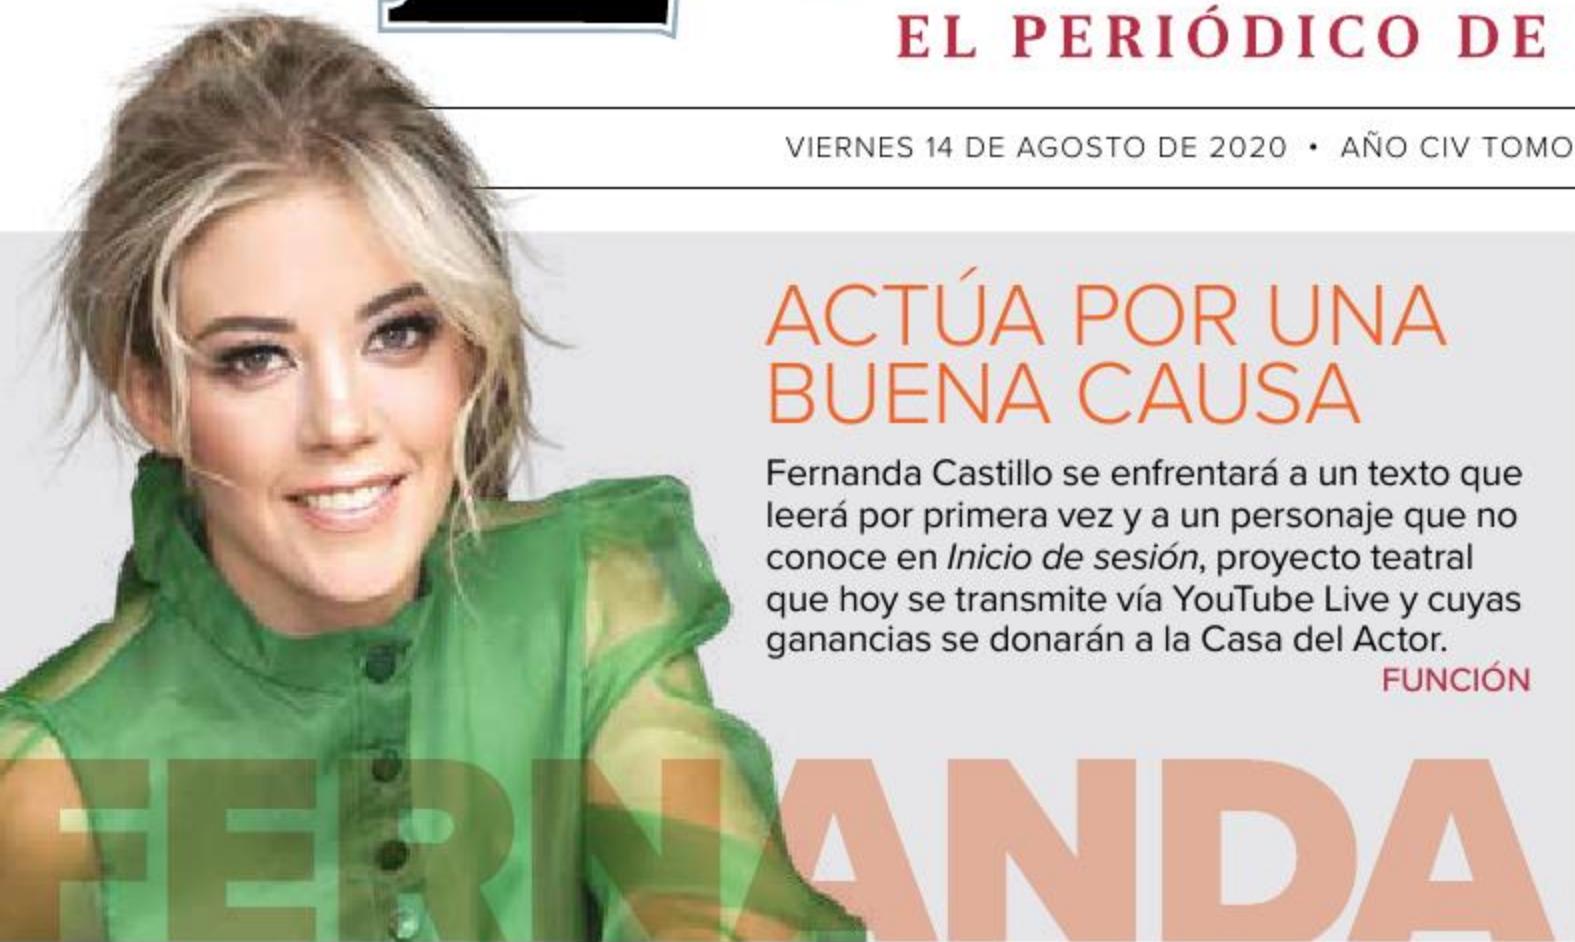 EL PERIÓDICO DE
VIERNES 14 DE AGOSTO DE 2020 • AÑO CIV TOMO
ACTÚA POR UNA
BUENA CAUSA
Fernanda Castillo se enfrentará a un texto que
leerá por primera vez y a un personaje que no
conoce en Inicio de sesión, proyecto teatral
que hoy se transmite vía YouTube Live y cuyas
ganancias se donarán a la Casa del Actor.
FUNCIÓN
FERNANDA